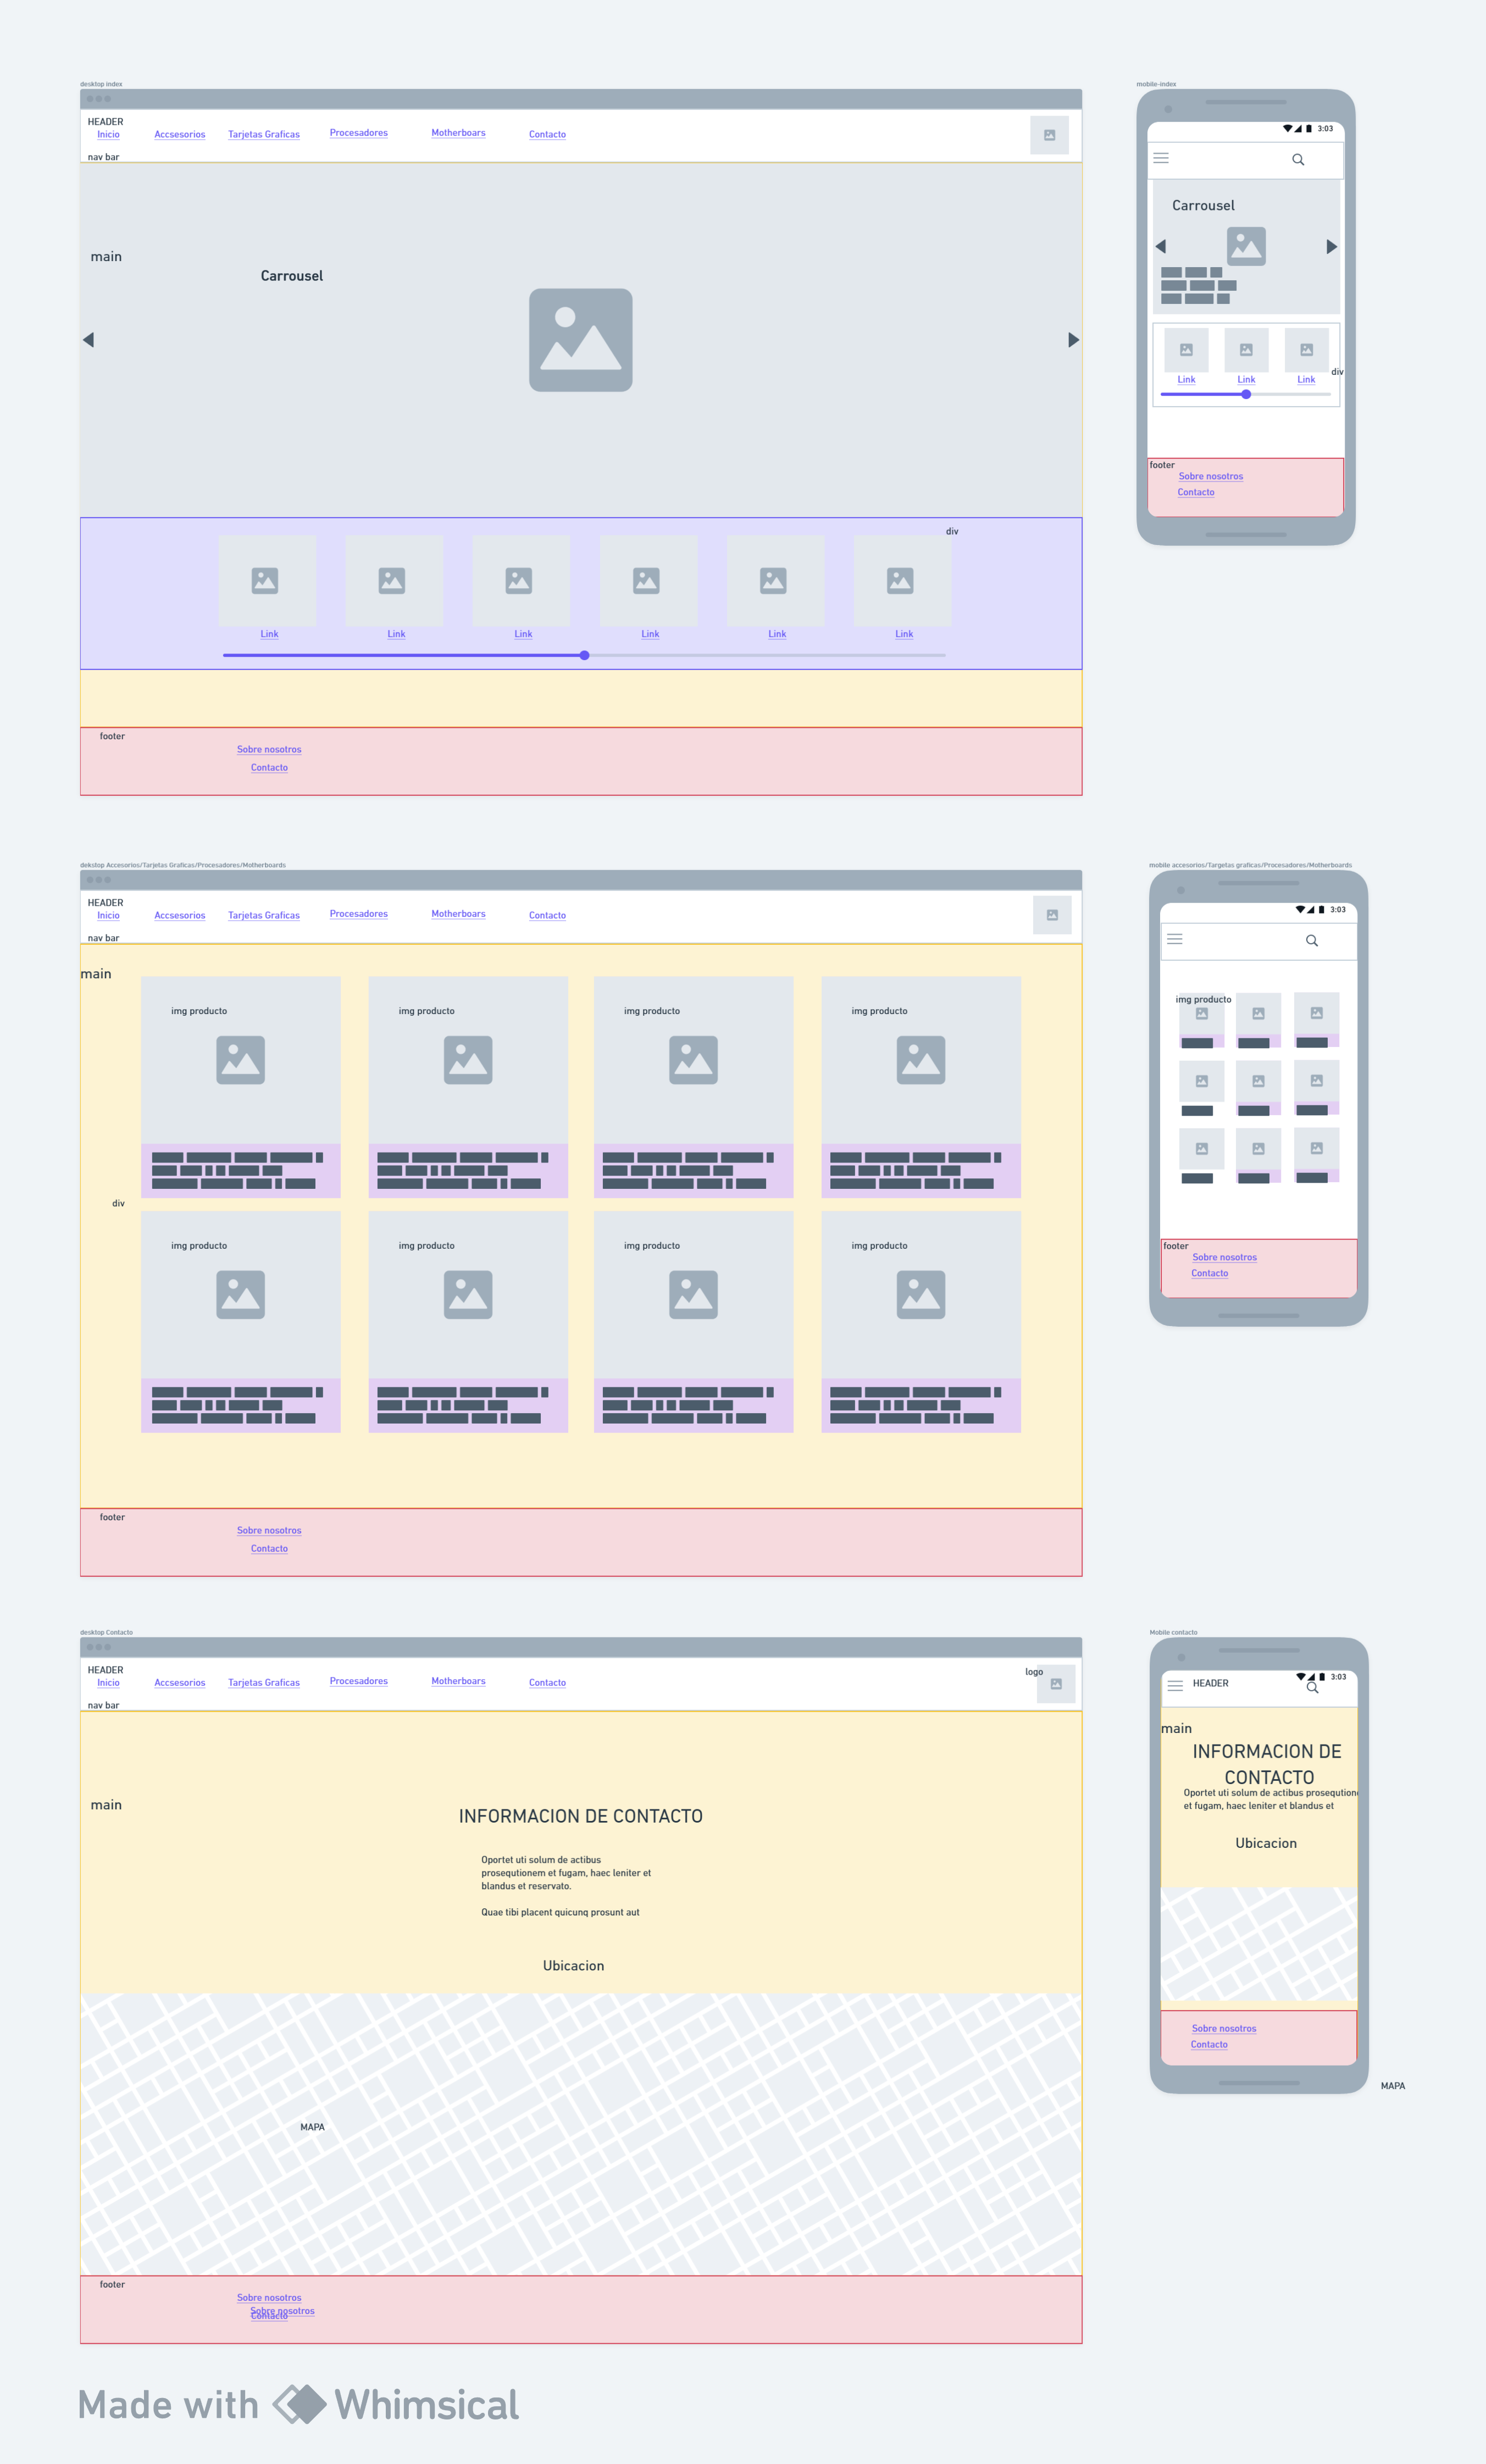 desktop index
HEADER
Inicio Accsesorios Tarjetas Graficas Procesadores Motherboars Contacto
nav bar
main
Carrousel
div
Link Link Link Link Link Link
footer
Sobre nosotros
Contacto
mobile-index
3:03
Carrousel
Link Link Link
div
footer
Sobre nosotros
Contacto
dekstop Accesorios/Tarjetas Graficas/Procesadores/Motherboards
HEADER
Inicio Accsesorios Tarjetas Graficas Procesadores Motherboars Contacto
nav bar
main
img producto img producto img producto img producto
div
img producto img producto img producto img producto
footer
Sobre nosotros
Contacto
mobile accesorios/Targetas graficas/Procesadores/Motherboards
3:03
img producto
footer
Sobre nosotros
Contacto
desktop Contacto
HEADER
Inicio Accsesorios Tarjetas Graficas Procesadores Motherboars Contacto
logo
nav bar
main
INFORMACION DE CONTACTO
Oportet uti solum de actibus
prosequtionem et fugam, haec leniter et
blandus et reservato.
Quae tibi placent quicunq prosunt aut
Ubicacion
MAPA
footer
Sobre nosotros
Sobre nosotros
Contacto
Mobile contacto
3:03
HEADER
main
INFORMACION DE
CONTACTO
Oportet uti solum de actibus prosequtione
et fugam, haec leniter et blandus et
Ubicacion
Sobre nosotros
Contacto
MAPA
Made with Whimsical